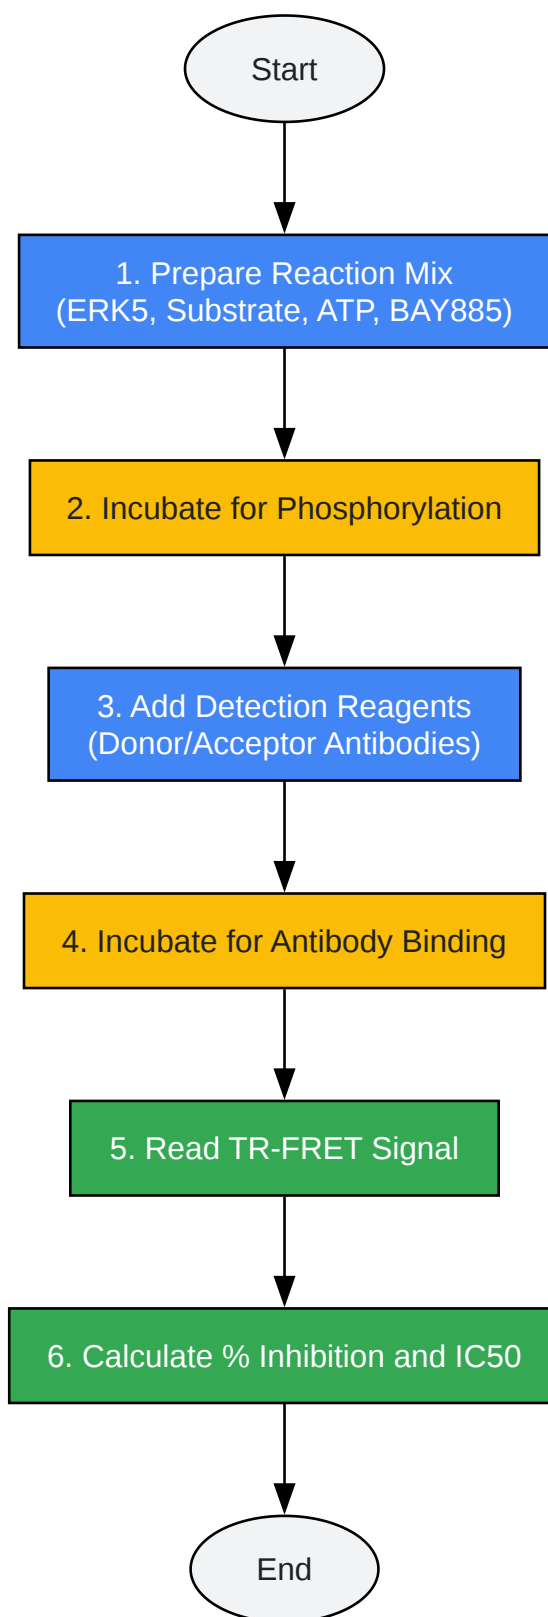 Start
1. Prepare Reaction Mix
(ERK5, Substrate, ATP, BAY885)
2. Incubate for Phosphorylation
3. Add Detection Reagents
(Donor/Acceptor Antibodies)
4. Incubate for Antibody Binding
5. Read TR-FRET Signal
6. Calculate % Inhibition and IC50
End